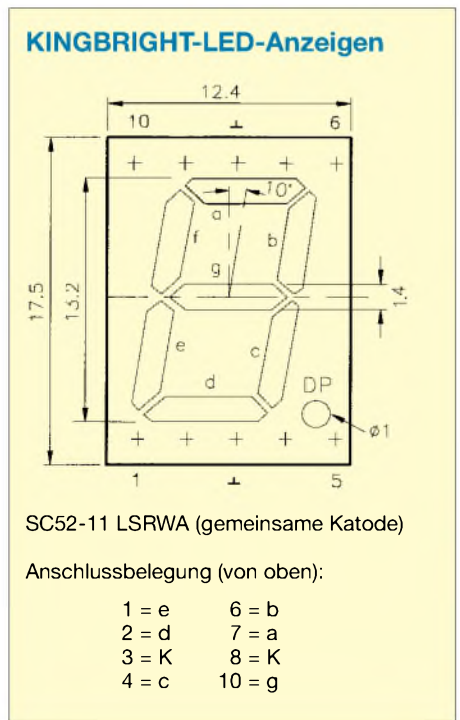 KINGBRIGHT-LED-Anzeigen
12.4
10 ⊥ 6
10°
a
f b
g
17.5
13.2
1.4
e c
d
DP
ø1
1 ⊥ 5
SC52-11 LSRWA (gemeinsame Katode)
Anschlussbelegung (von oben):
1 = e 6 = b
2 = d 7 = a
3 = K 8 = K
4 = c 10 = g